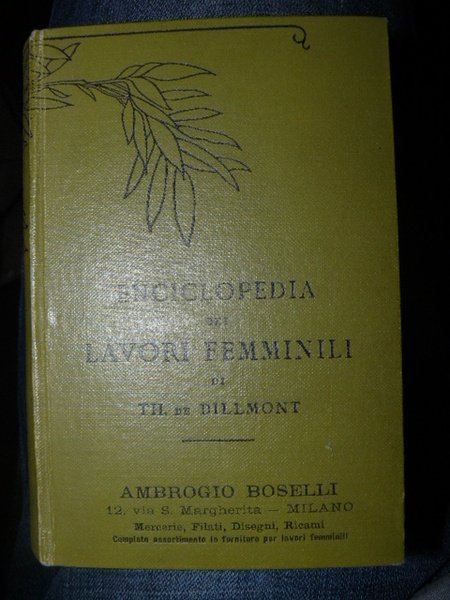 ENCICLOPEDIA
DEI
LAVORI FEMMINILI
DI
TH. DE DILLMONT
AMBROGIO BOSELLI
12, via S. Margherita — MILANO
Mercerie, Filati, Disegni, Ricami
Completo assortimento in forniture per lavori femminili